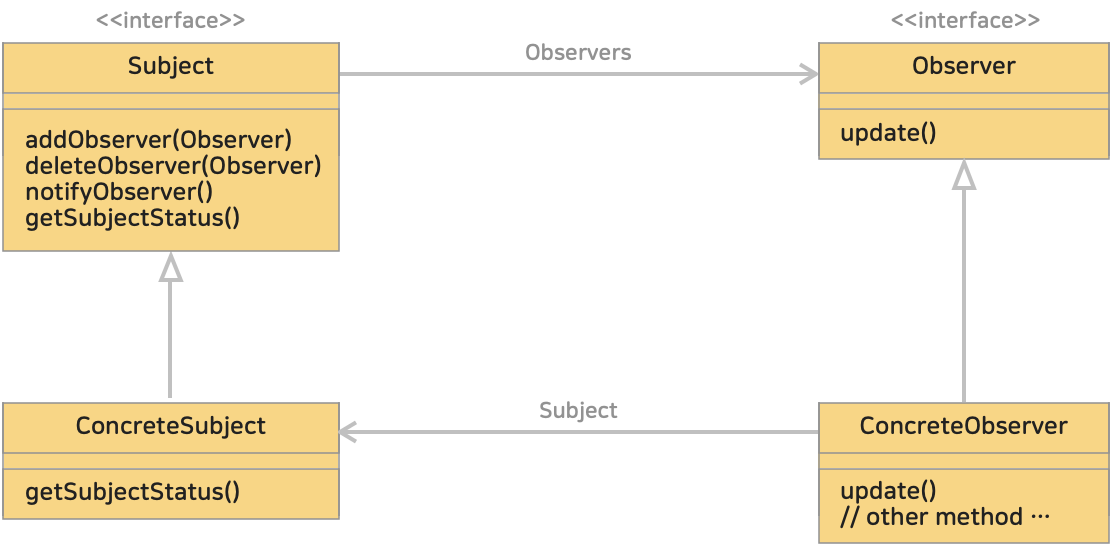 <<interface>>
Subject
addObserver(Observer)
deleteObserver(Observer)
notifyObserver()
getSubjectStatus()
Observers
<<interface>>
Observer
update()
ConcreteSubject
getSubjectStatus()
Subject
ConcreteObserver
update()
// other method ⋯